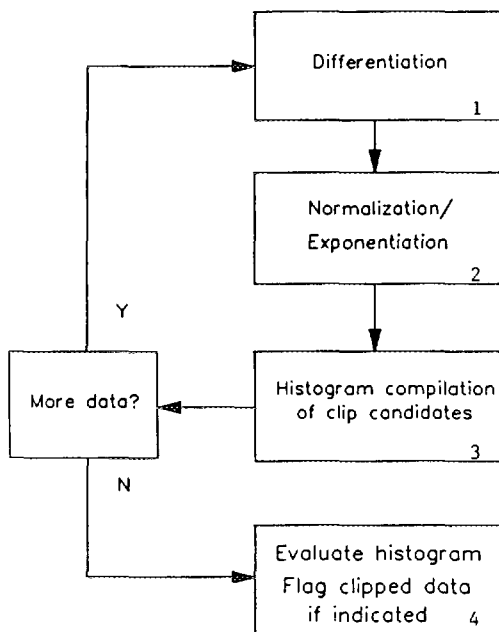 Differentiation
1
Normalization/
Exponentiation
2
Y
More data?
Histogram compilation
of clip candidates
3
N
Evaluate histogram
Flag clipped data
if indicated 4